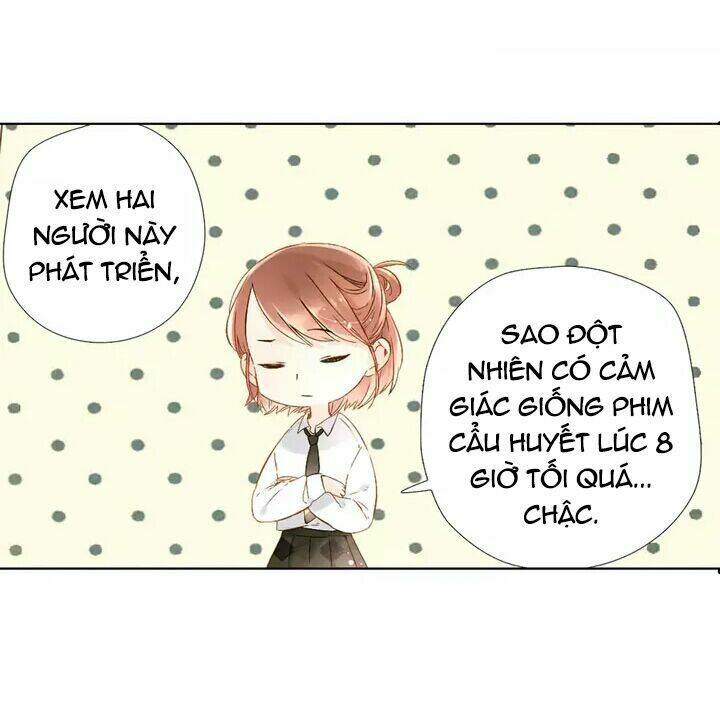 XEM HAI
NGƯỜI NÀY
PHÁT TRIỂN,
SAO ĐỘT
NHIÊN CÓ CẢM
GIÁC GIỐNG PHIM
CẨU HUYẾT LÚC 8
GIỜ TỐI QUÁ...
CHẬC.